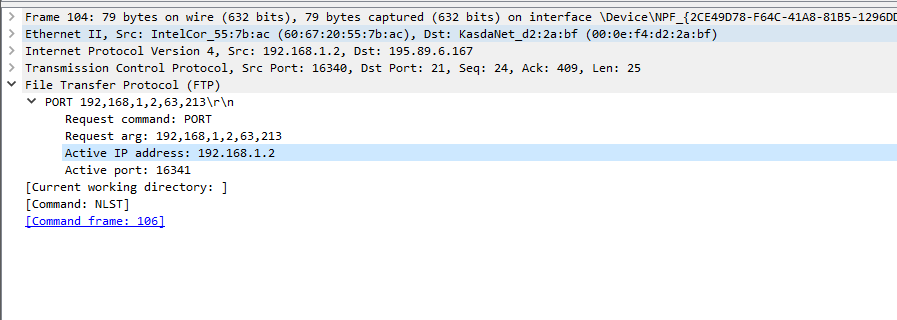 Frame 104: 79 bytes on wire (632 bits), 79 bytes captured (632 bits) on interface \Device\NPF_{2CE49D78-F64C-41A8-81B5-1296DD
Ethernet II, Src: IntelCor_55:7b:ac (60:67:20:55:7b:ac), Dst: KasdaNet_d2:2a:bf (00:0e:f4:d2:2a:bf)
Internet Protocol Version 4, Src: 192.168.1.2, Dst: 195.89.6.167
Transmission Control Protocol, Src Port: 16340, Dst Port: 21, Seq: 24, Ack: 409, Len: 25
File Transfer Protocol (FTP)
PORT 192,168,1,2,63,213\r\n
Request command: PORT
Request arg: 192,168,1,2,63,213
Active IP address: 192.168.1.2
Active port: 16341
[Current working directory: ]
[Command: NLST]
[Command frame: 106]